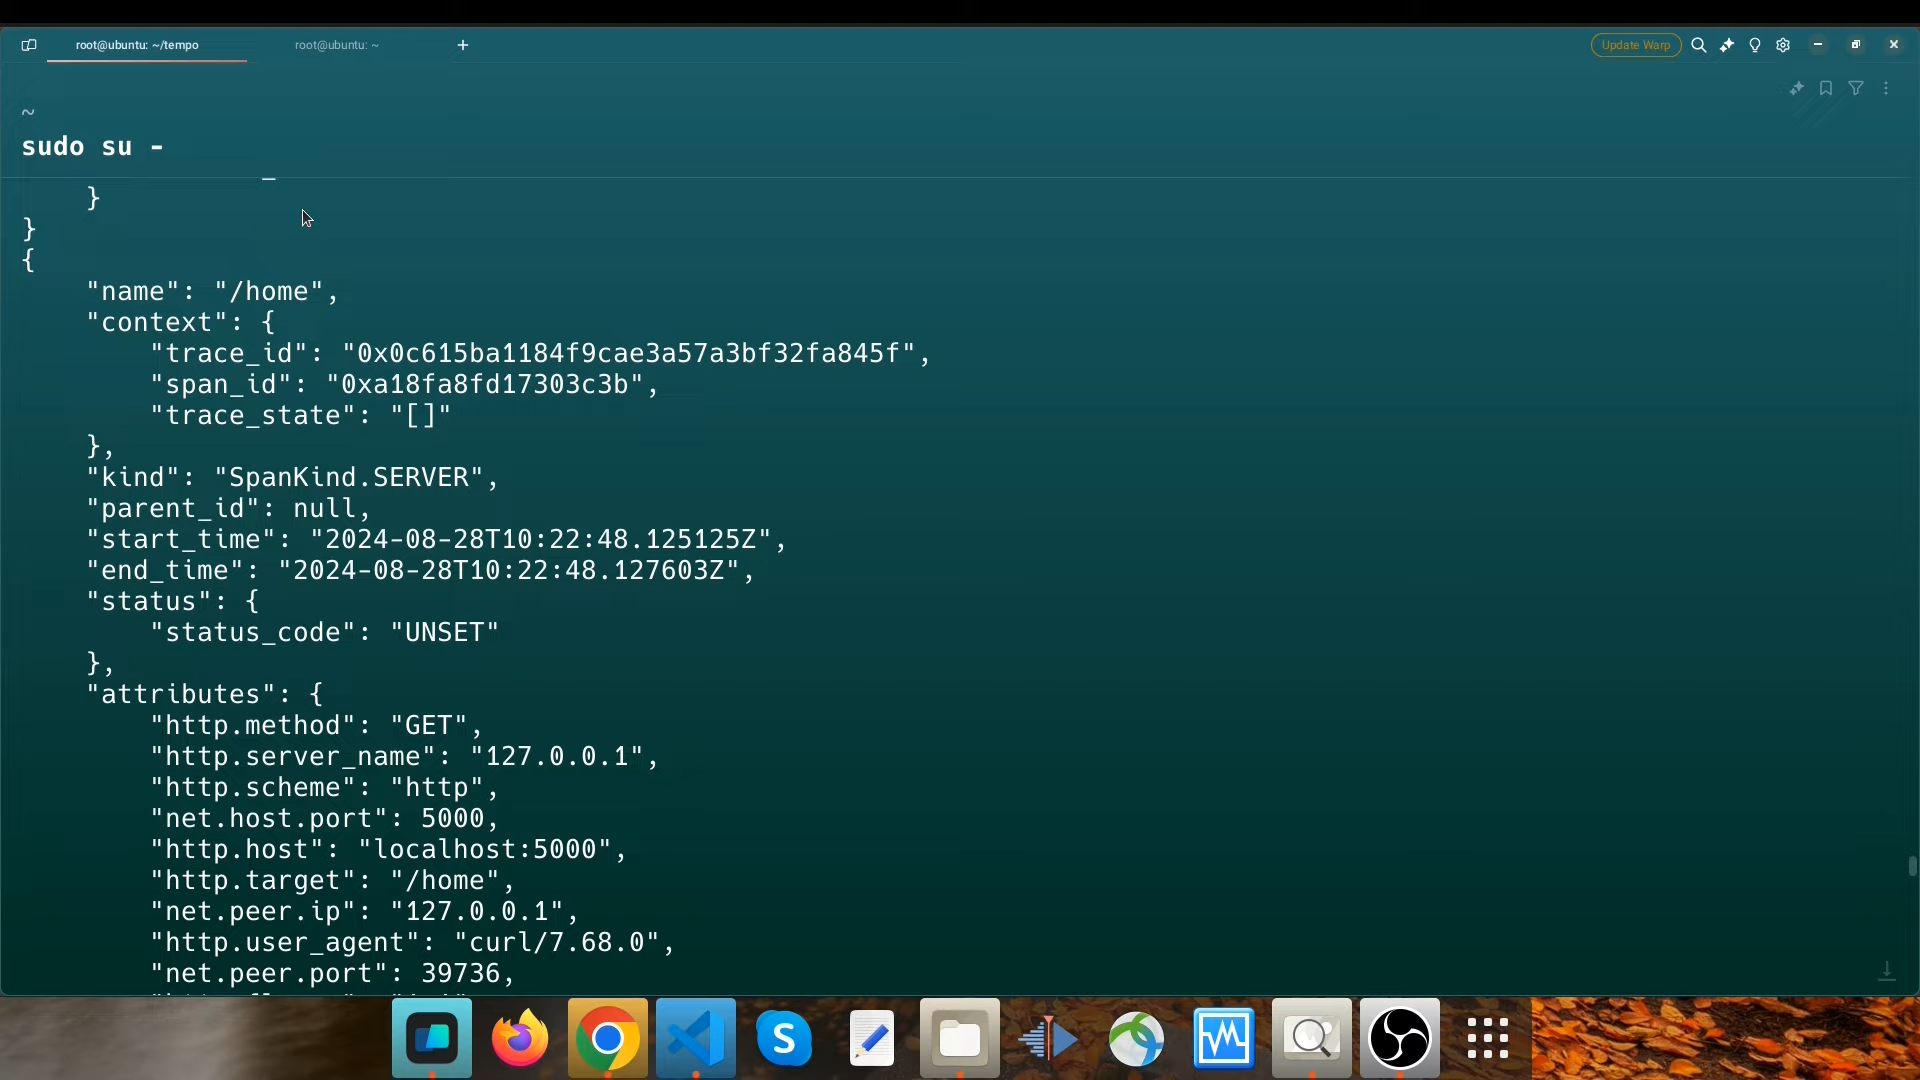 root@ubuntu: ~/tempo
root@ubuntu: ~
+
Update Warp
~
sudo su -
}
}
{
"name": "/home",
"context": {
"trace_id": "0x0c615ba1184f9cae3a57a3bf32fa845f",
"span_id": "0xa18fa8fd17303c3b",
"trace_state": "[]"
},
"kind": "SpanKind.SERVER",
"parent_id": null,
"start_time": "2024-08-28T10:22:48.125125Z",
"end_time": "2024-08-28T10:22:48.127603Z",
"status": {
"status_code": "UNSET"
},
"attributes": {
"http.method": "GET",
"http.server_name": "127.0.0.1",
"http.scheme": "http",
"net.host.port": 5000,
"http.host": "localhost:5000",
"http.target": "/home",
"net.peer.ip": "127.0.0.1",
"http.user_agent": "curl/7.68.0",
"net.peer.port": 39736,